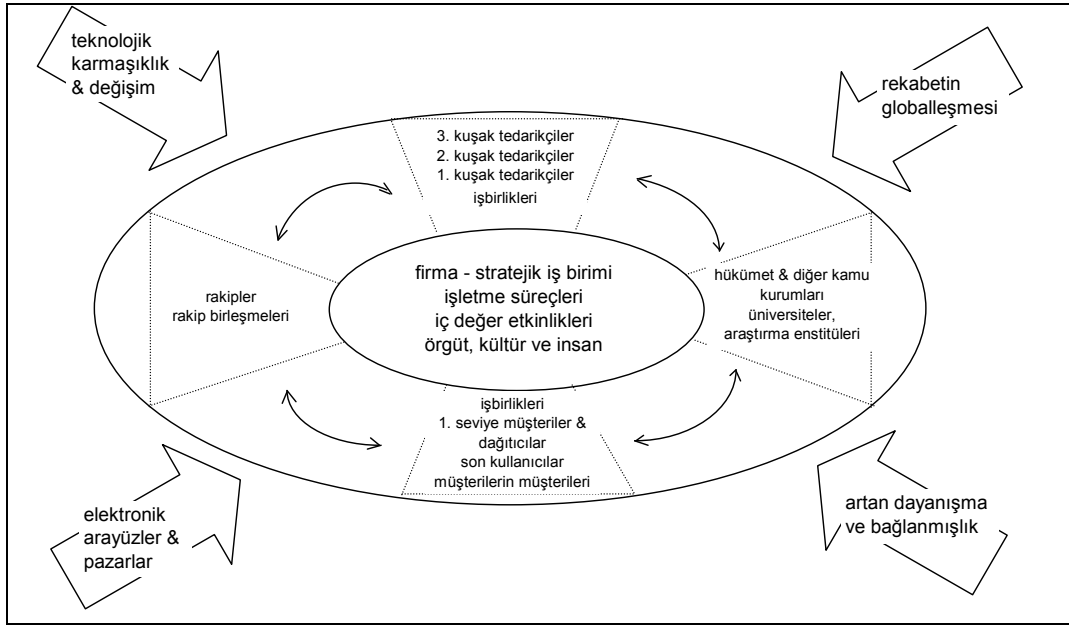 teknolojik
karmaşıklık
& değişim
rekabetin
globalleşmesi
3. kuşak tedarikçiler
2. kuşak tedarikçiler
1. kuşak tedarikçiler
işbirlikleri
rakipler
rakip birleşmeleri
firma - stratejik iş birimi
işletme süreçleri
iç değer etkinlikleri
örgüt, kültür ve insan
hükümet & diğer kamu
kurumları
üniversiteler,
araştırma enstitüleri
işbirlikleri
1. seviye müşteriler &
dağıtıcılar
son kullanıcılar
müşterilerin müşterileri
elektronik
arayüzler &
pazarlar
artan dayanışma
ve bağlanmışlık